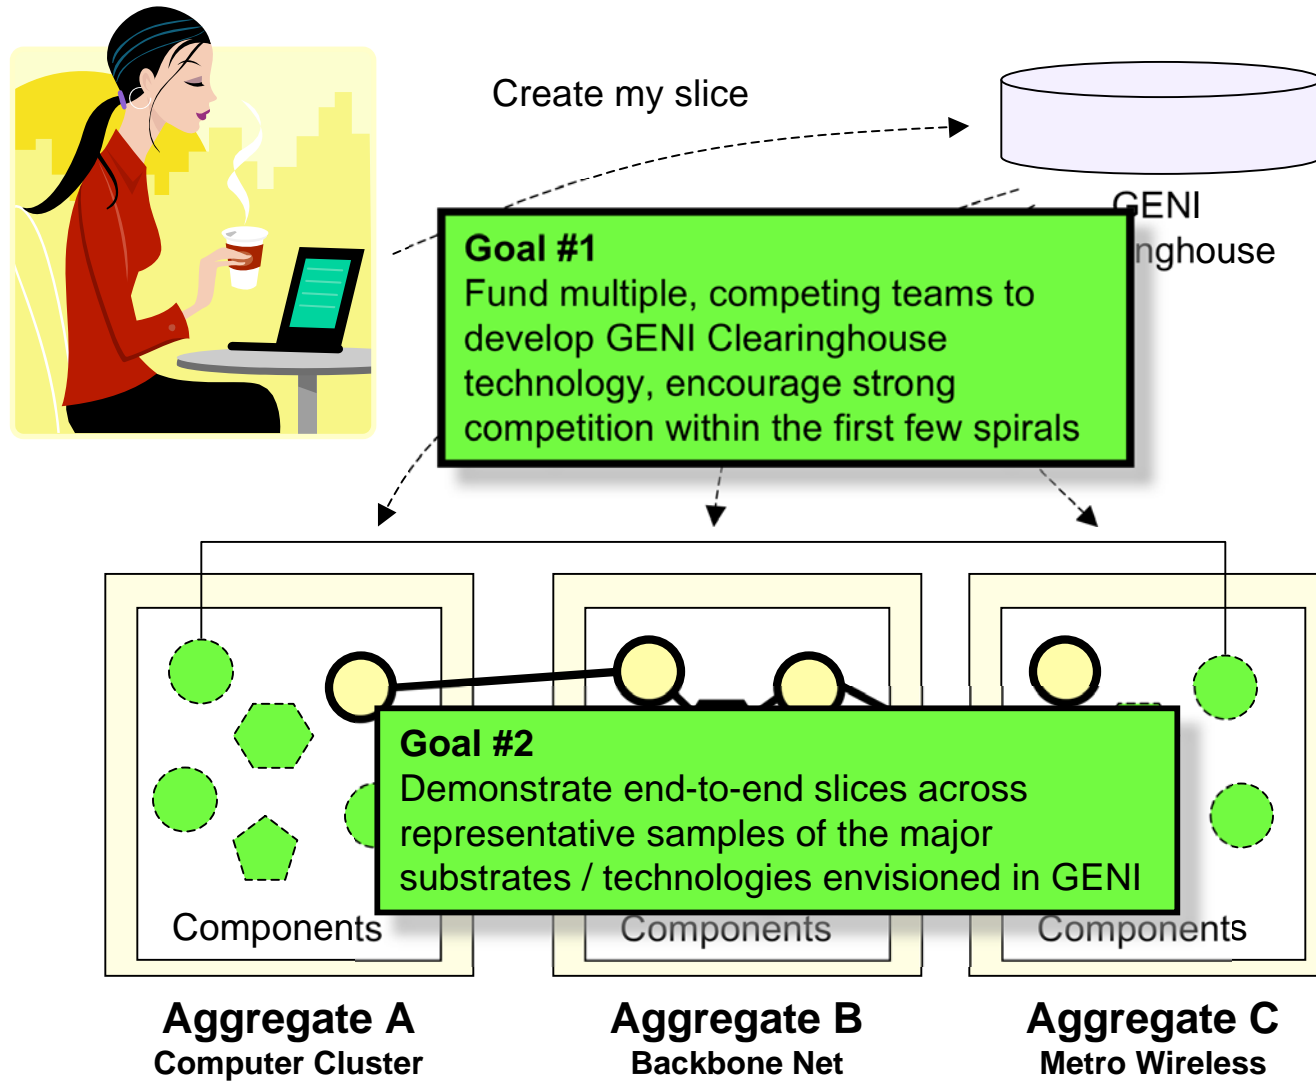 Create my slice
GENI
nghouse
Goal #1
Fund multiple, competing teams to
develop GENI Clearinghouse
technology, encourage strong
competition within the first few spirals
Goal #2
Demonstrate end-to-end slices across
representative samples of the major
substrates / technologies envisioned in GENI
Components
Components
Components
Aggregate A
Computer Cluster
Aggregate B
Backbone Net
Aggregate C
Metro Wireless